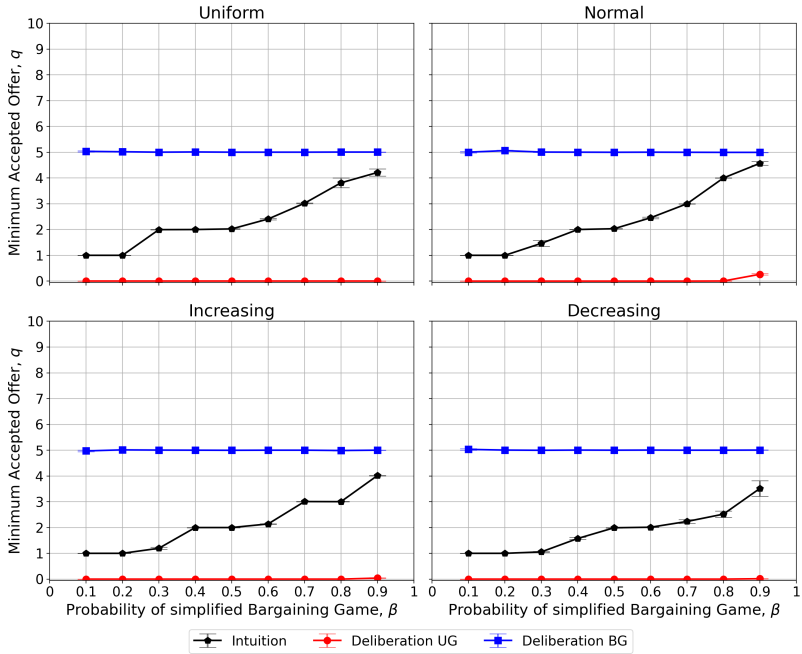 Uniform
Normal
10
9
8
7
6
5
4
3
2
1
0
Minimum Accepted Offer, q
Increasing
Decreasing
10
9
8
7
6
5
4
3
2
1
0
Minimum Accepted Offer, q
0 0.1 0.2 0.3 0.4 0.5 0.6 0.7 0.8 0.9 1
0 0.1 0.2 0.3 0.4 0.5 0.6 0.7 0.8 0.9 1
Probability of simplified Bargaining Game, β
Probability of simplified Bargaining Game, β
Intuition Deliberation UG Deliberation BG